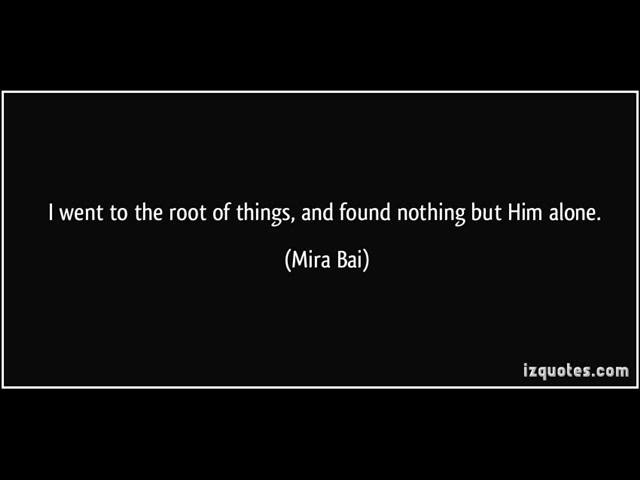 I went to the root of things, and found nothing but Him alone.
(Mira Bai)
izquotes.com